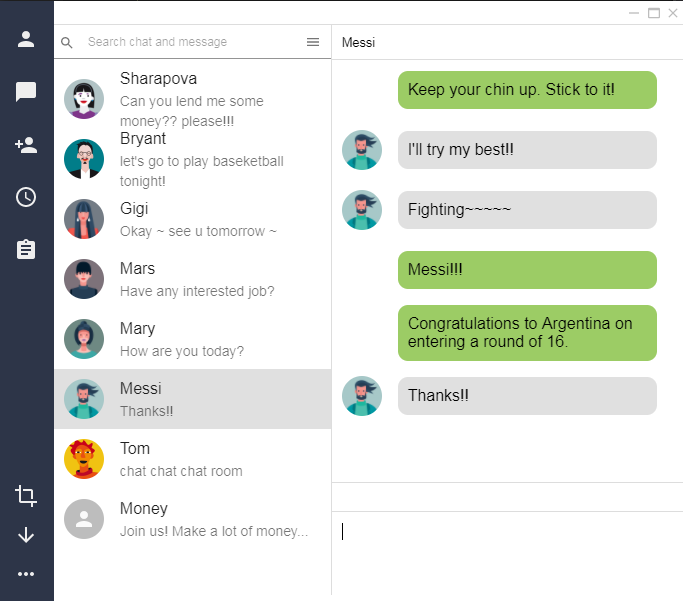 Search chat and message
Sharapova
Can you lend me some
money?? please!!!
Bryant
let's go to play baseketball
tonight!
Gigi
Okay ~ see u tomorrow ~
Mars
Have any interested job?
Mary
How are you today?
Messi
Thanks!!
Tom
chat chat chat room
Money
Join us! Make a lot of money...
Messi
Keep your chin up. Stick to it!
I'll try my best!!
Fighting~~~~~
Messi!!!
Congratulations to Argentina on
entering a round of 16.
Thanks!!